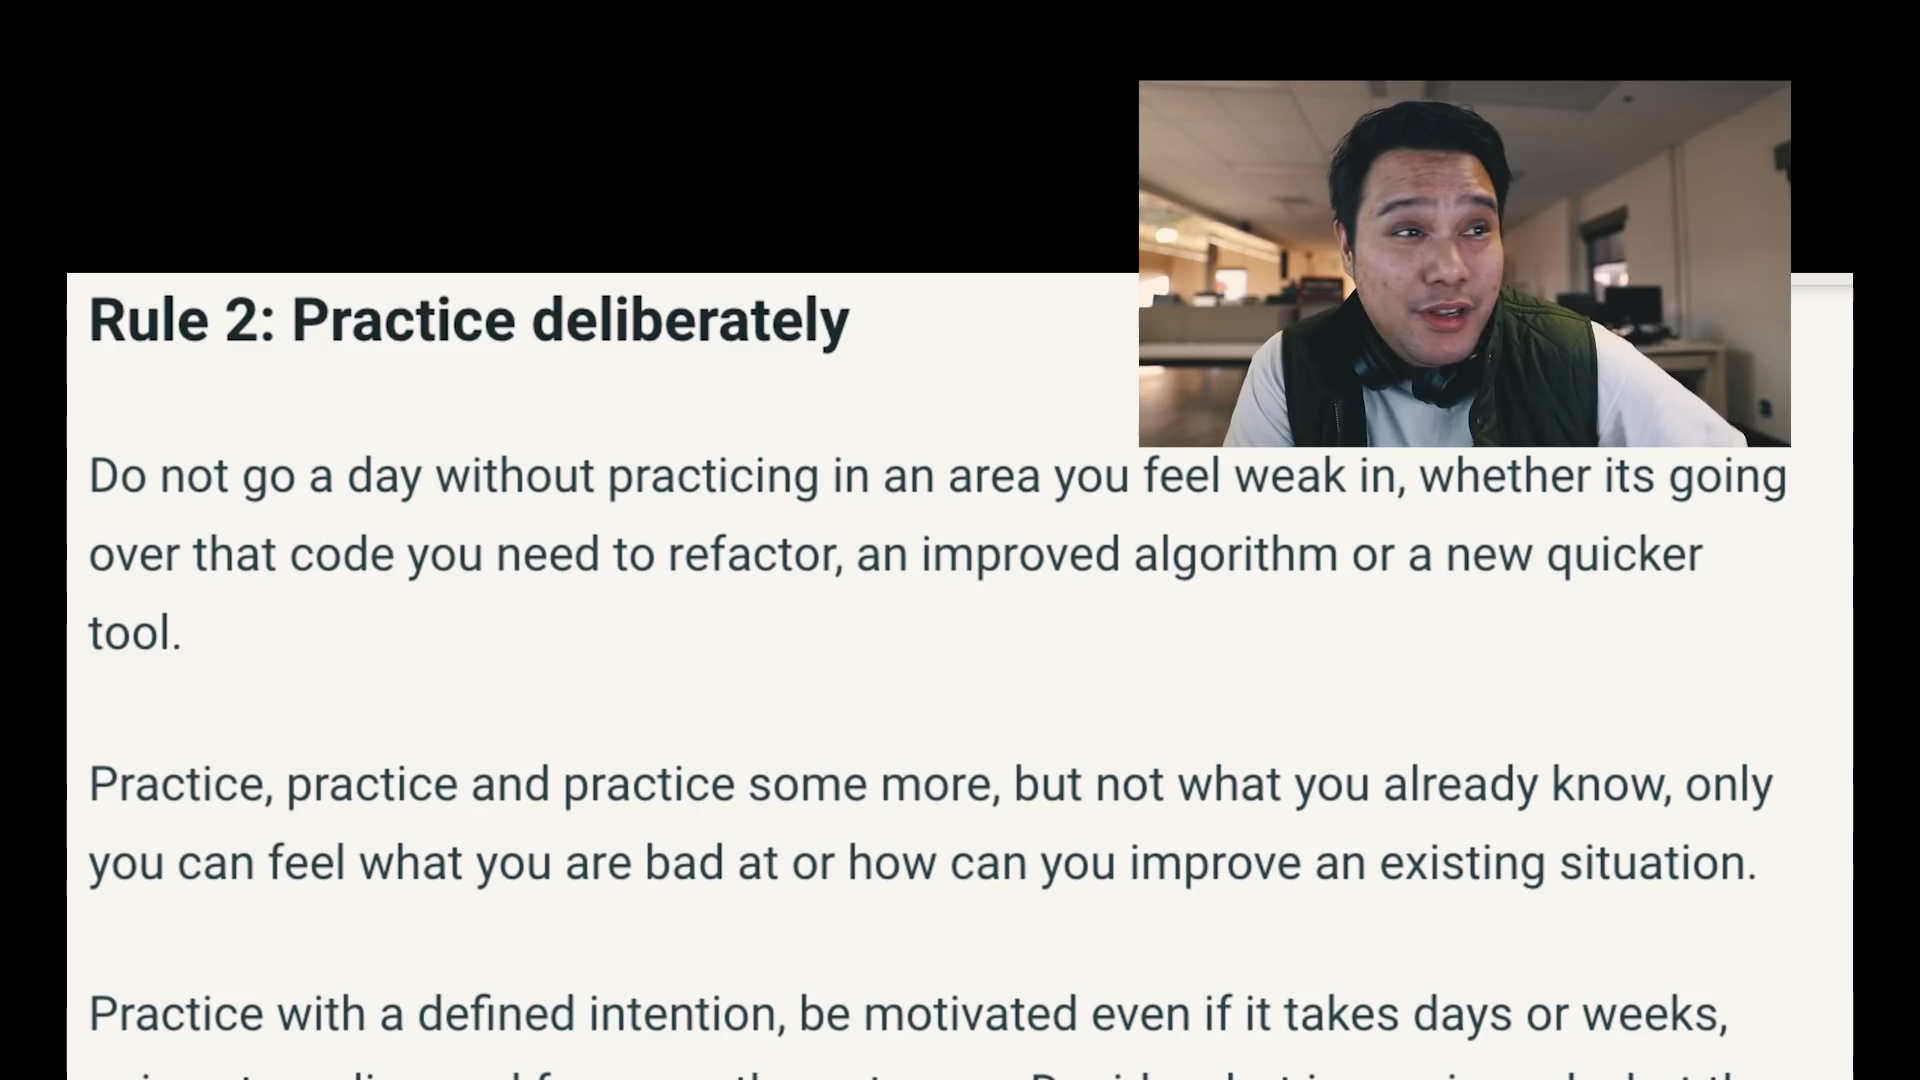 Rule 2: Practice deliberately
Do not go a day without practicing in an area you feel weak in, whether its going
over that code you need to refactor, an improved algorithm or a new quicker
tool.
Practice, practice and practice some more, but not what you already know, only
you can feel what you are bad at or how can you improve an existing situation.
Practice with a defined intention, be motivated even if it takes days or weeks,